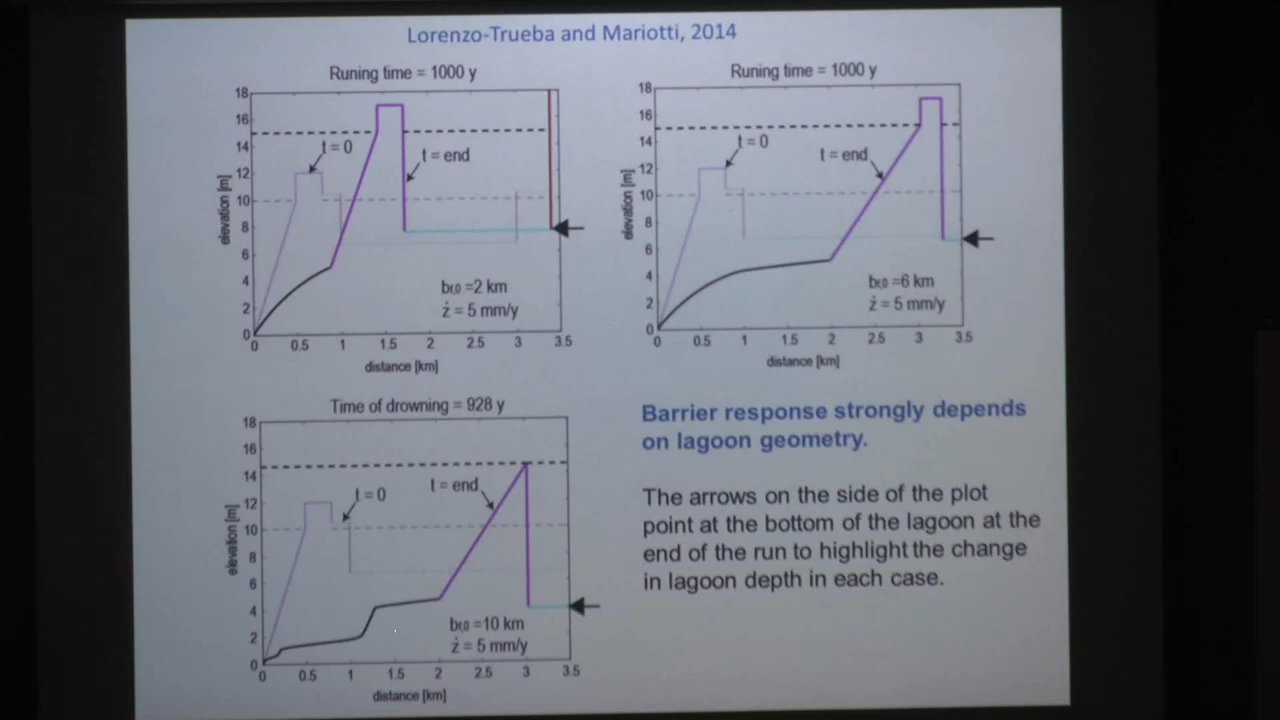 Lorenzo-Trueba and Mariotti, 2014
Runing time = 1000 y
18
16
14
12
10
8
6
4
2
0
elevation [m]
t = 0
t = end
bₗ,₀ =2 km
ż = 5 mm/y
0 0.5 1 1.5 2 2.5 3 3.5
distance [km]
Runing time = 1000 y
18
16
14
12
10
8
6
4
2
0
elevation [m]
t = 0
t = end
bₗ,₀ =6 km
ż = 5 mm/y
0 0.5 1 1.5 2 2.5 3 3.5
distance [km]
Time of drowning = 928 y
18
16
14
12
10
8
6
4
2
0
elevation [m]
t = 0
t = end
bₗ,₀ =10 km
ż = 5 mm/y
0 0.5 1 1.5 2 2.5 3 3.5
distance [km]
Barrier response strongly depends
on lagoon geometry.
The arrows on the side of the plot
point at the bottom of the lagoon at the
end of the run to highlight the change
in lagoon depth in each case.